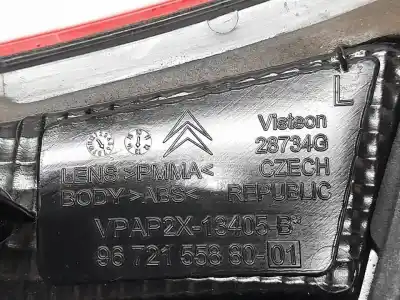 L
Visteon
28734G
LENS >PMMA< CZECH
BODY >ABS< REPUBLIC
VPAP2X-13405-B*
96 721 558 80-01